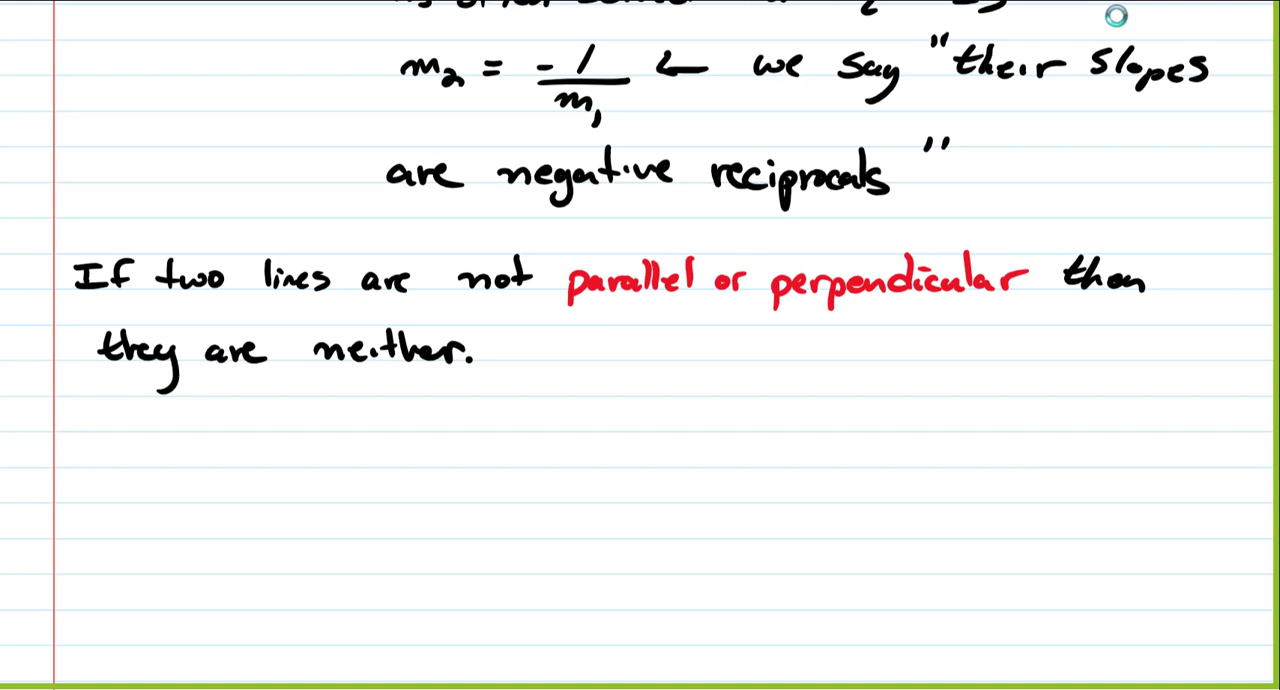 m₂ = -1/m₁ ← we say "their slopes
are negative reciprocals"
If two lines are not parallel or perpendicular then
they are neither.